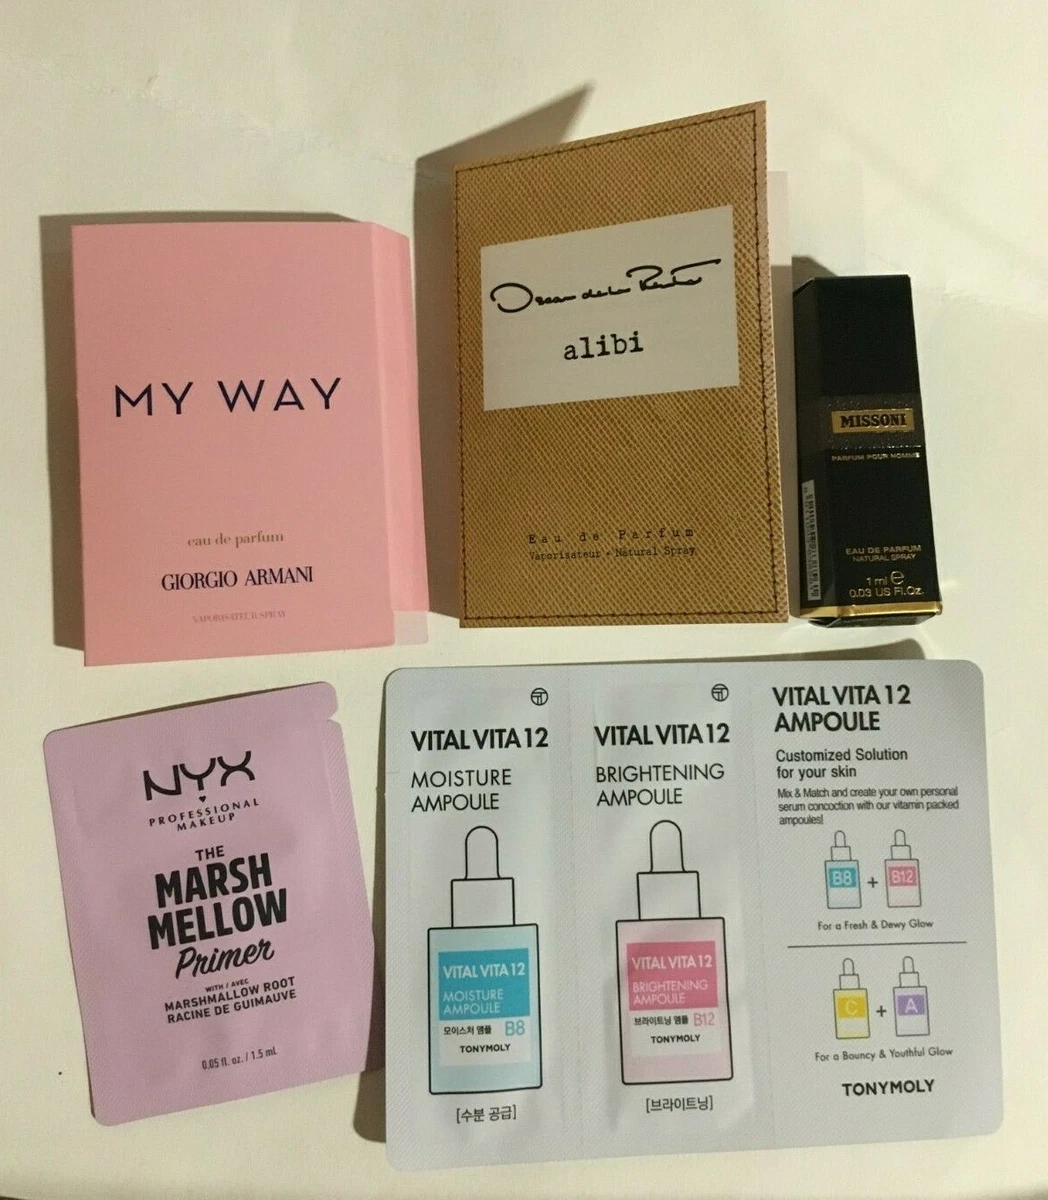 MY WAY
eau de parfum
GIORGIO ARMANI
VAPORISATEUR SPRAY
Oscar de la Renta
alibi
Eau de Parfum
Vaporisateur • Natural Spray
MISSONI
PARFUM POUR HOMME
EAU DE PARFUM
NATURAL SPRAY
1 ml e
0.03 US Fl.Oz.
NYX
PROFESSIONAL
MAKEUP
THE
MARSH
MELLOW
Primer
WITH / AVEC
MARSHMALLOW ROOT
RACINE DE GUIMAUVE
0.05 fl. oz. / 1.5 mL
VITAL VITA 12
MOISTURE
AMPOULE
VITAL VITA 12
MOISTURE
AMPOULE
모이스처 앰플 B8
TONYMOLY
[수분 공급]
VITAL VITA 12
BRIGHTENING
AMPOULE
VITAL VITA 12
BRIGHTENING
AMPOULE
브라이트닝 앰플 B12
TONYMOLY
[브라이트닝]
VITAL VITA 12
AMPOULE
Customized Solution
for your skin
Mix & Match and create your own personal
serum concoction with our vitamin packed
ampoules!
B8 + B12
For a Fresh & Dewy Glow
C + A
For a Bouncy & Youthful Glow
TONYMOLY